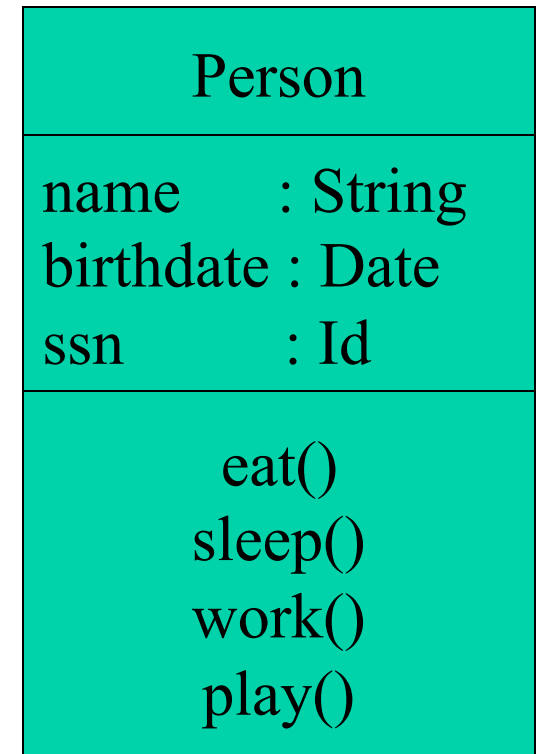 Person
name : String
birthdate : Date
ssn : Id
eat()
sleep()
work()
play()